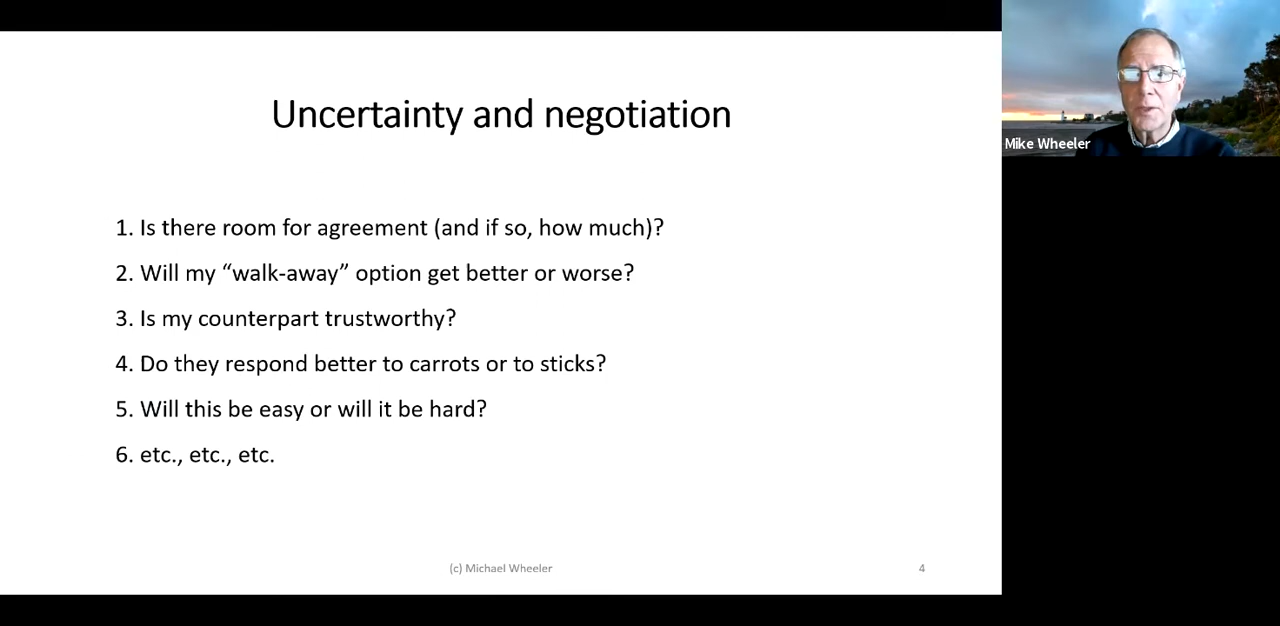 Uncertainty and negotiation
1. Is there room for agreement (and if so, how much)?
2. Will my “walk-away” option get better or worse?
3. Is my counterpart trustworthy?
4. Do they respond better to carrots or to sticks?
5. Will this be easy or will it be hard?
6. etc., etc., etc.
(c) Michael Wheeler
4
Mike Wheeler